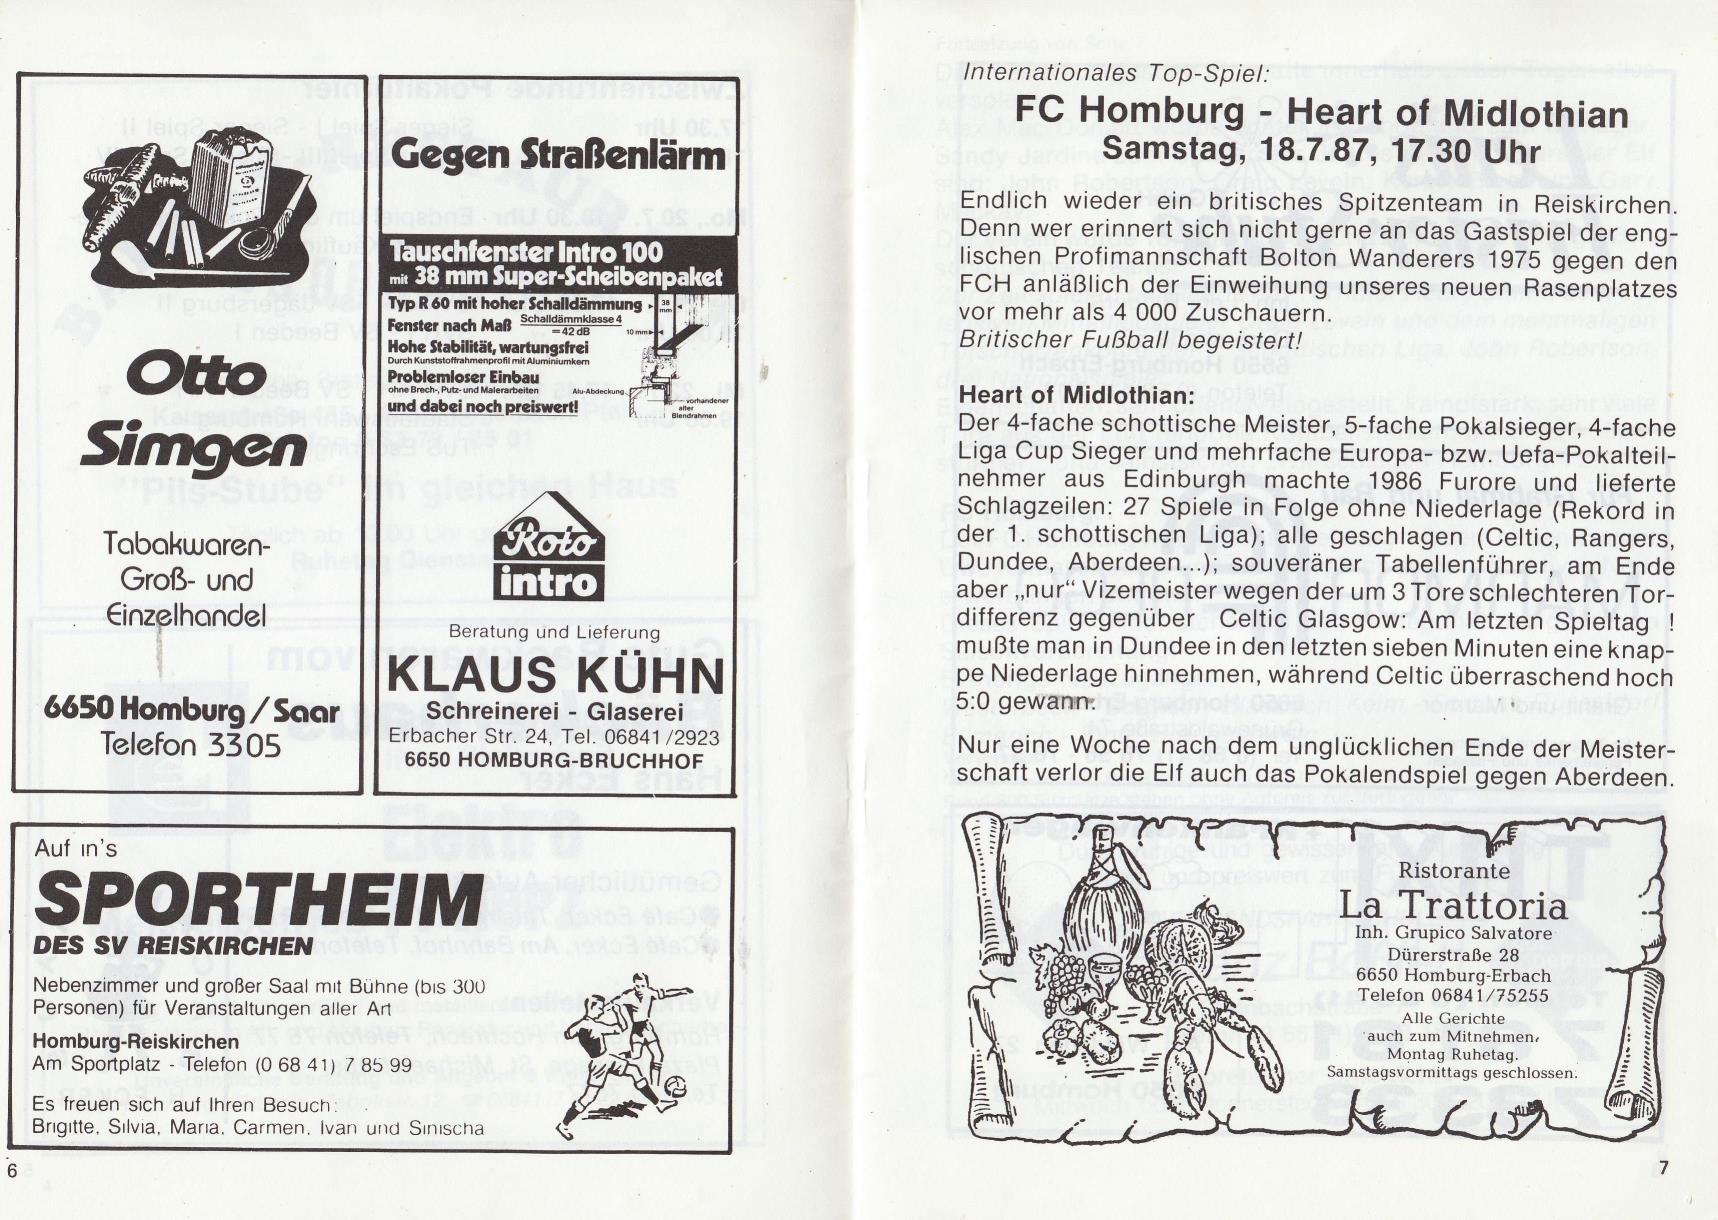 Otto
Simgen
Tabakwaren-
Groß- und
Einzelhandel
6650 Homburg / Saar
Telefon 3305
Gegen Straßenlärm
Tauschfenster Intro 100
mit 38 mm Super-Scheibenpaket
Typ R 60 mit hoher Schalldämmung
38
mm
Fenster nach Maß Schalldämmklasse 4
= 42 dB
10 mm
Hohe Stabilität, wartungsfrei
Durch Kunststoffrahmenprofil mit Aluminiumkern
Problemloser Einbau
ohne Brech-, Putz- und Malerarbeiten
Alu-Abdeckung
und dabei noch preiswert!
vorhandener
alter
Blendrahmen
Roto
intro
Beratung und Lieferung
KLAUS KÜHN
Schreinerei - Glaserei
Erbacher Str. 24, Tel. 06841/2923
6650 HOMBURG-BRUCHHOF
Auf in's
SPORTHEIM
DES SV REISKIRCHEN
Nebenzimmer und großer Saal mit Bühne (bis 300
Personen) für Veranstaltungen aller Art
Homburg-Reiskirchen
Am Sportplatz - Telefon (0 68 41) 7 85 99
Es freuen sich auf Ihren Besuch:
Brigitte, Silvia, Maria, Carmen, Ivan und Sinischa
6
Internationales Top-Spiel:
FC Homburg - Heart of Midlothian
Samstag, 18.7.87, 17.30 Uhr
Endlich wieder ein britisches Spitzenteam in Reiskirchen.
Denn wer erinnert sich nicht gerne an das Gastspiel der eng-
lischen Profimannschaft Bolton Wanderers 1975 gegen den
FCH anläßlich der Einweihung unseres neuen Rasenplatzes
vor mehr als 4 000 Zuschauern.
Britischer Fußball begeistert!
Heart of Midlothian:
Der 4-fache schottische Meister, 5-fache Pokalsieger, 4-fache
Liga Cup Sieger und mehrfache Europa- bzw. Uefa-Pokalteil-
nehmer aus Edinburgh machte 1986 Furore und lieferte
Schlagzeilen: 27 Spiele in Folge ohne Niederlage (Rekord in
der 1. schottischen Liga); alle geschlagen (Celtic, Rangers,
Dundee, Aberdeen...); souveräner Tabellenführer, am Ende
aber „nur“ Vizemeister wegen der um 3 Tore schlechteren Tor-
differenz gegenüber Celtic Glasgow: Am letzten Spieltag !
mußte man in Dundee in den letzten sieben Minuten eine knap-
pe Niederlage hinnehmen, während Celtic überraschend hoch
5:0 gewann.
Nur eine Woche nach dem unglücklichen Ende der Meister-
schaft verlor die Elf auch das Pokalendspiel gegen Aberdeen.
Ristorante
La Trattoria
Inh. Grupico Salvatore
Dürerstraße 28
6650 Homburg-Erbach
Telefon 06841/75255
Alle Gerichte
auch zum Mitnehmen,
Montag Ruhetag.
Samstagsvormittags geschlossen.
7